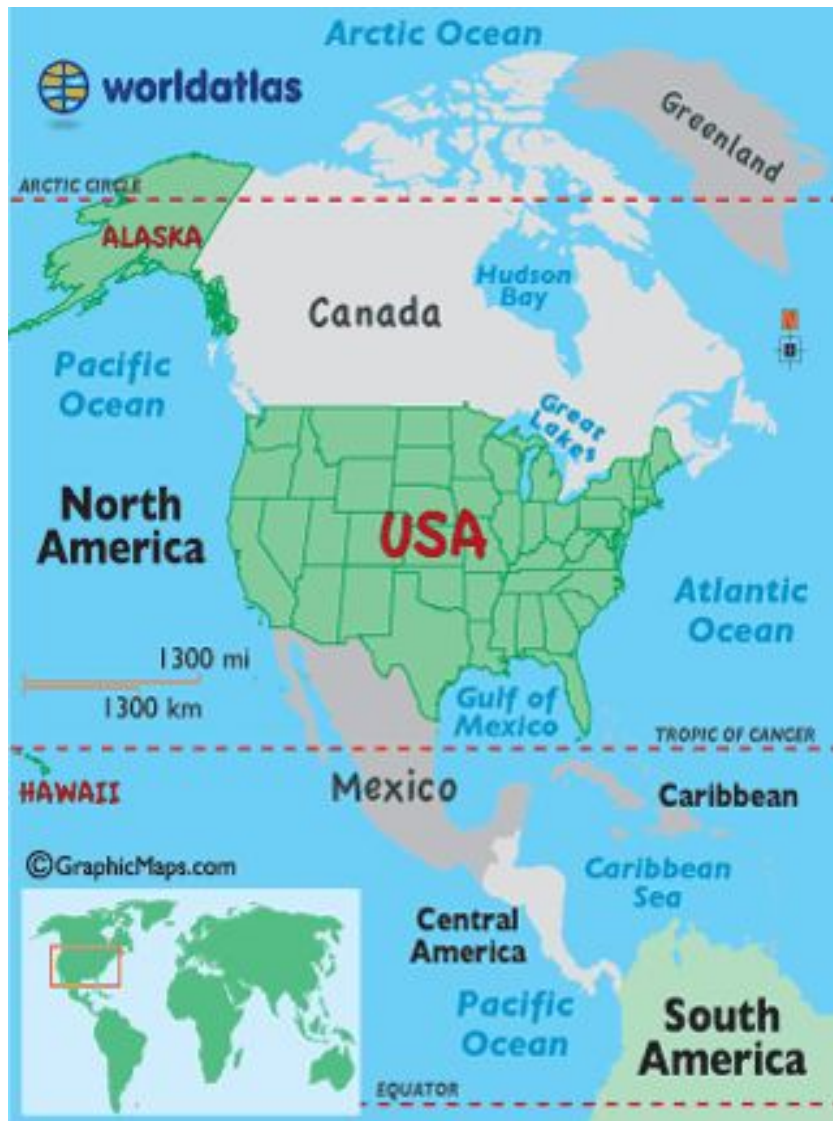 Arctic Ocean
worldatlas
Greenland
ARCTIC CIRCLE
ALASKA
Hudson
Bay
Canada
N
Pacific
Ocean
Great
Lakes
North
America
USA
Atlantic
Ocean
1300 mi
1300 km
Gulf of
Mexico
TROPIC OF CANCER
HAWAII
Mexico
Caribbean
©GraphicMaps.com
Caribbean
Sea
Central
America
Pacific
Ocean
South
America
EQUATOR